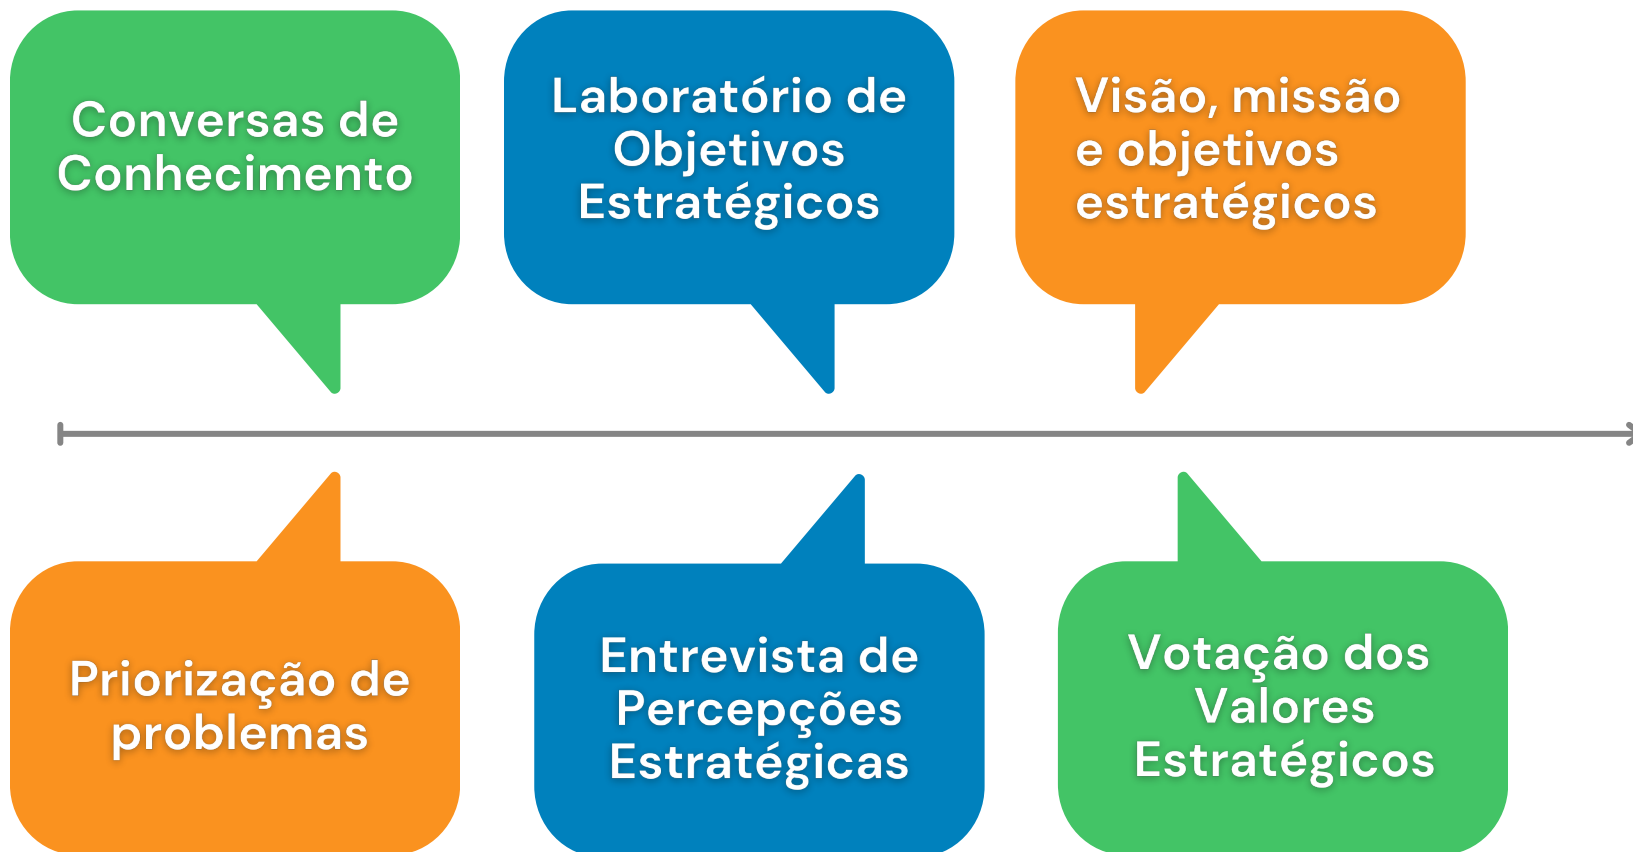 Conversas de
Conhecimento
Laboratório de
Objetivos
Estratégicos
Visão, missão
e objetivos
estratégicos
Priorização de
problemas
Entrevista de
Percepções
Estratégicas
Votação dos
Valores
Estratégicos